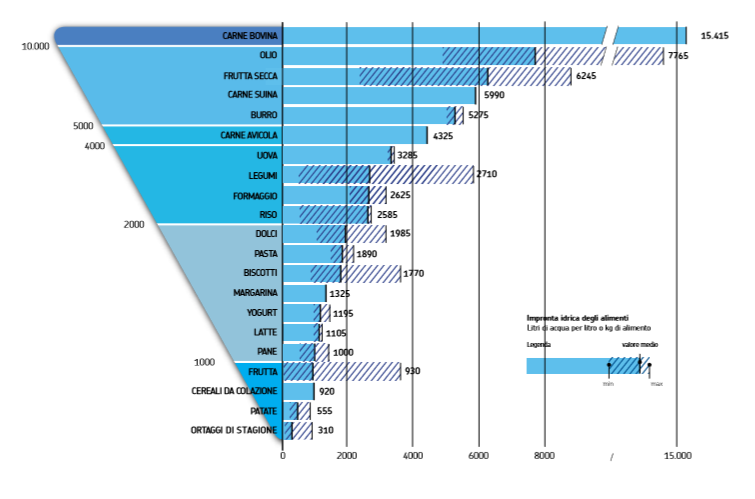 CARNE BOVINA 15.415
10.000
OLIO 7765
FRUTTA SECCA 6245
CARNE SUINA 5990
BURRO 5275
5000
CARNE AVICOLA 4325
4000
UOVA 3285
LEGUMI 2710
FORMAGGIO 2625
RISO 2585
2000
DOLCI 1985
PASTA 1890
BISCOTTI 1770
MARGARINA 1325
YOGURT 1195
LATTE 1105
PANE 1000
1000
FRUTTA 930
CEREALI DA COLAZIONE 920
PATATE 555
ORTAGGI DI STAGIONE 310
Impronta idrica degli alimenti
Litri di acqua per litro o kg di alimento
Legenda valore medio
min max
0 2000 4000 6000 8000 / 15.000